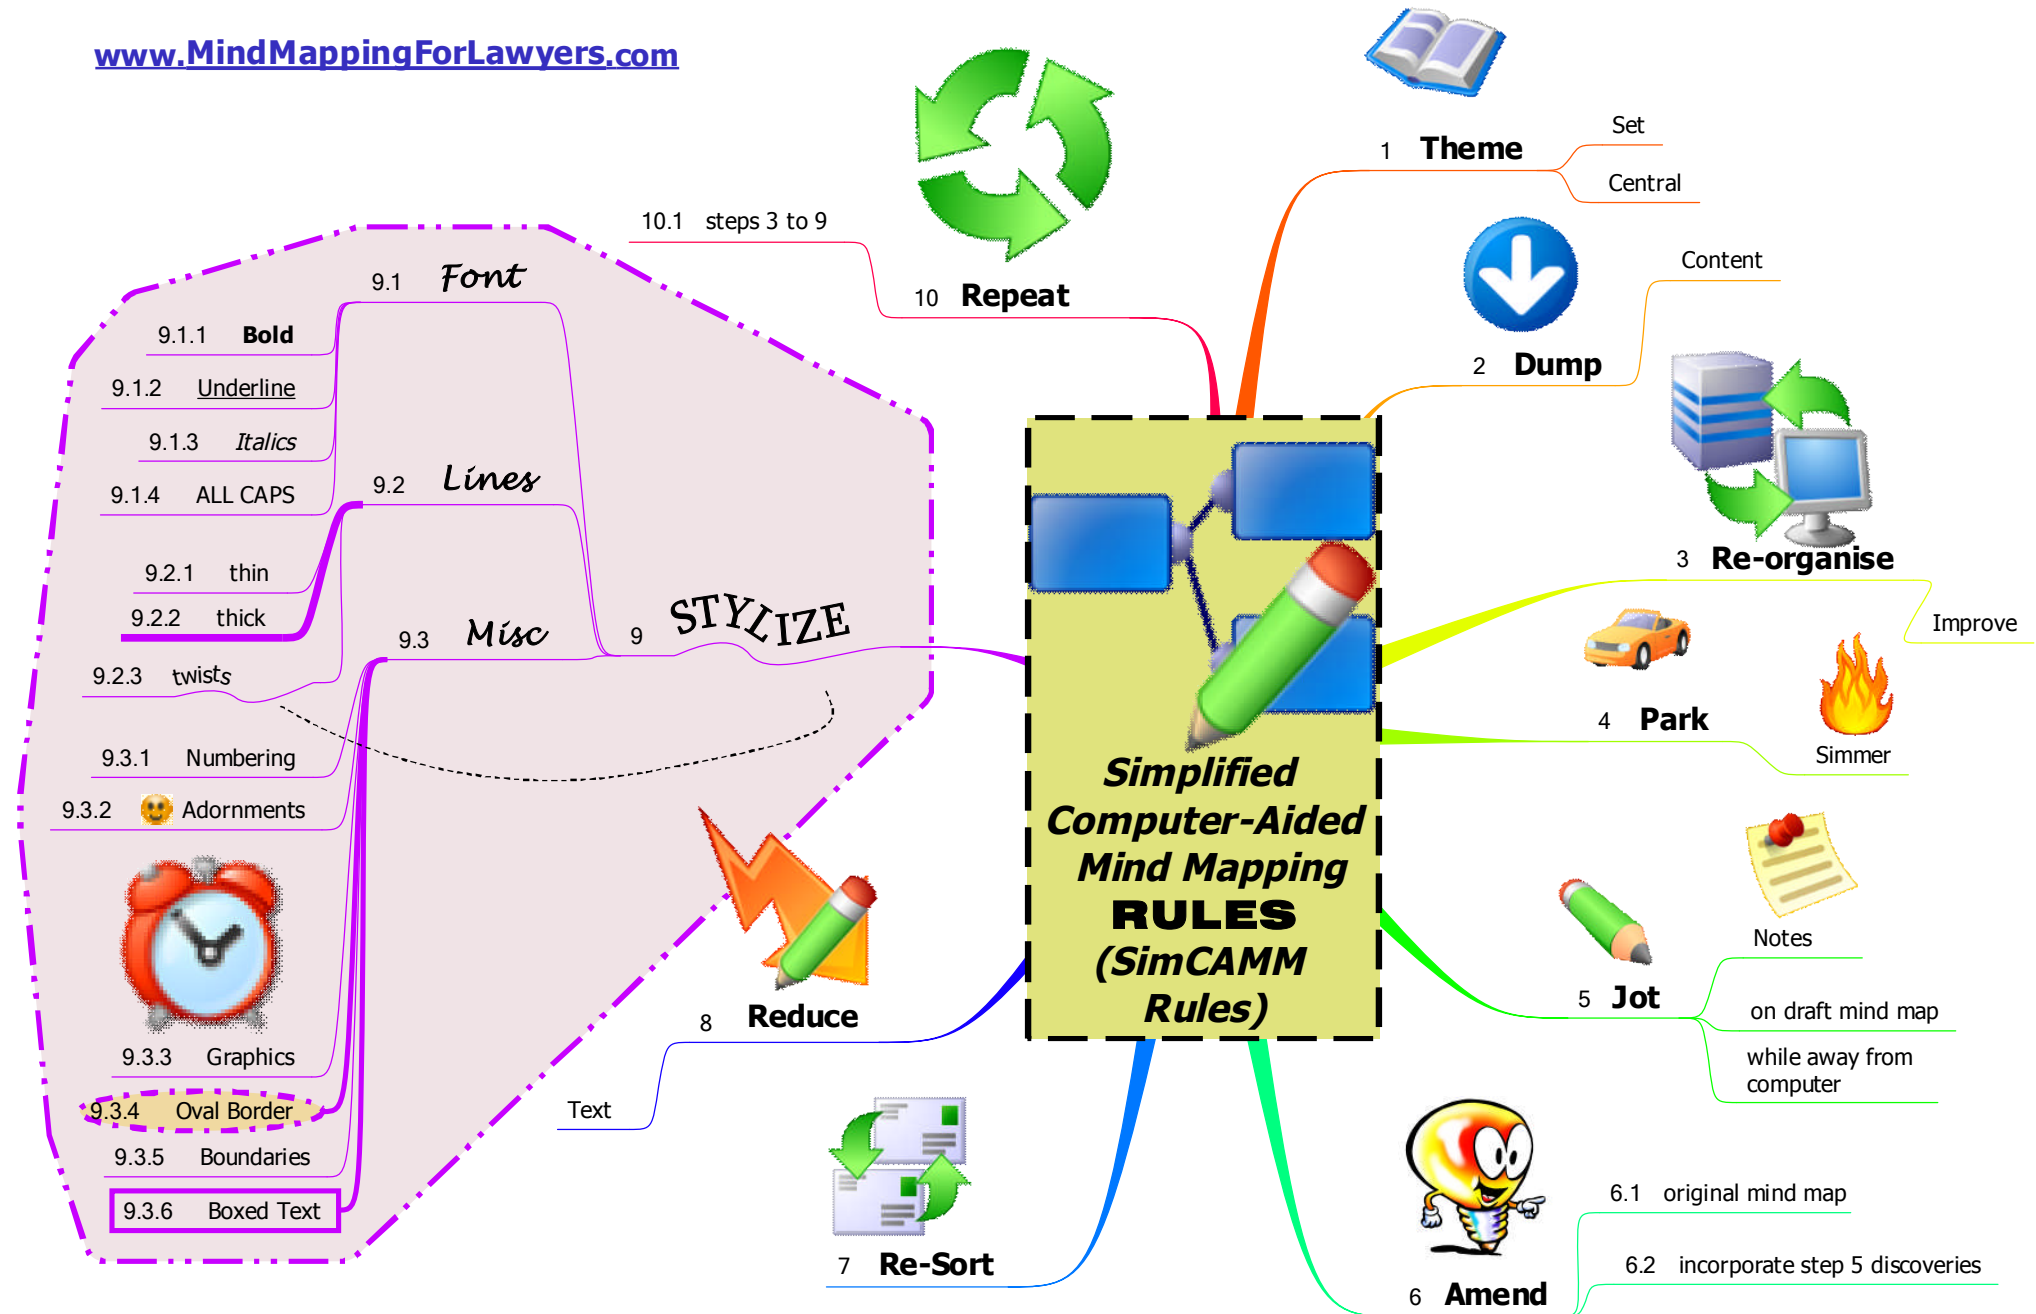 www.MindMappingForLawyers.com
Simplified
Computer-Aided
Mind Mapping
RULES
(SimCAMM
Rules)
1 Theme
Set
Central
2 Dump
Content
3 Re-organise
Improve
4 Park
Simmer
5 Jot
Notes
on draft mind map
while away from
computer
6 Amend
6.1 original mind map
6.2 incorporate step 5 discoveries
7 Re-Sort
8 Reduce
Text
9 STYLIZE
9.1 Font
9.1.1 Bold
9.1.2 Underline
9.1.3 Italics
9.1.4 ALL CAPS
9.2 Lines
9.2.1 thin
9.2.2 thick
9.2.3 twists
9.3 Misc
9.3.1 Numbering
9.3.2 Adornments
9.3.3 Graphics
9.3.4 Oval Border
9.3.5 Boundaries
9.3.6 Boxed Text
10 Repeat
10.1 steps 3 to 9